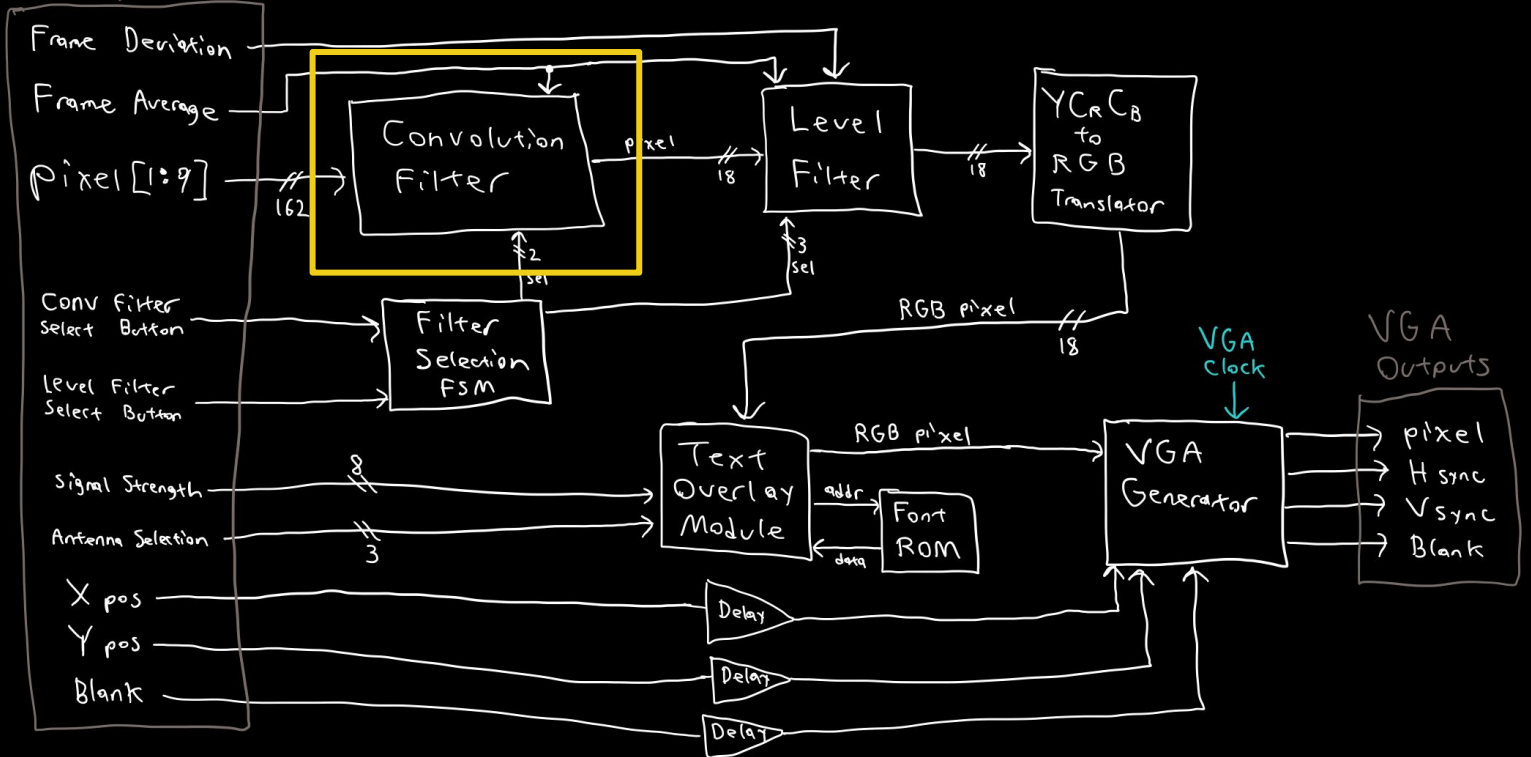 Frame Deviation
Frame Average
pixel [1:9]
162
Conv Filter
Select Button
Level Filter
Select Button
Signal Strength
8
Antenna Selection
3
X pos
Y pos
Blank
Convolution
Filter
pixel
18
2
sel
Filter
Selection
FSM
Level
Filter
3
sel
18
YCRCB
to
RGB
Translator
RGB pixel
18
Text
Overlay
Module
RGB pixel
addr
data
Font
ROM
Delay
Delay
Delay
VGA
Clock
VGA
Generator
VGA
Outputs
pixel
H sync
V sync
Blank